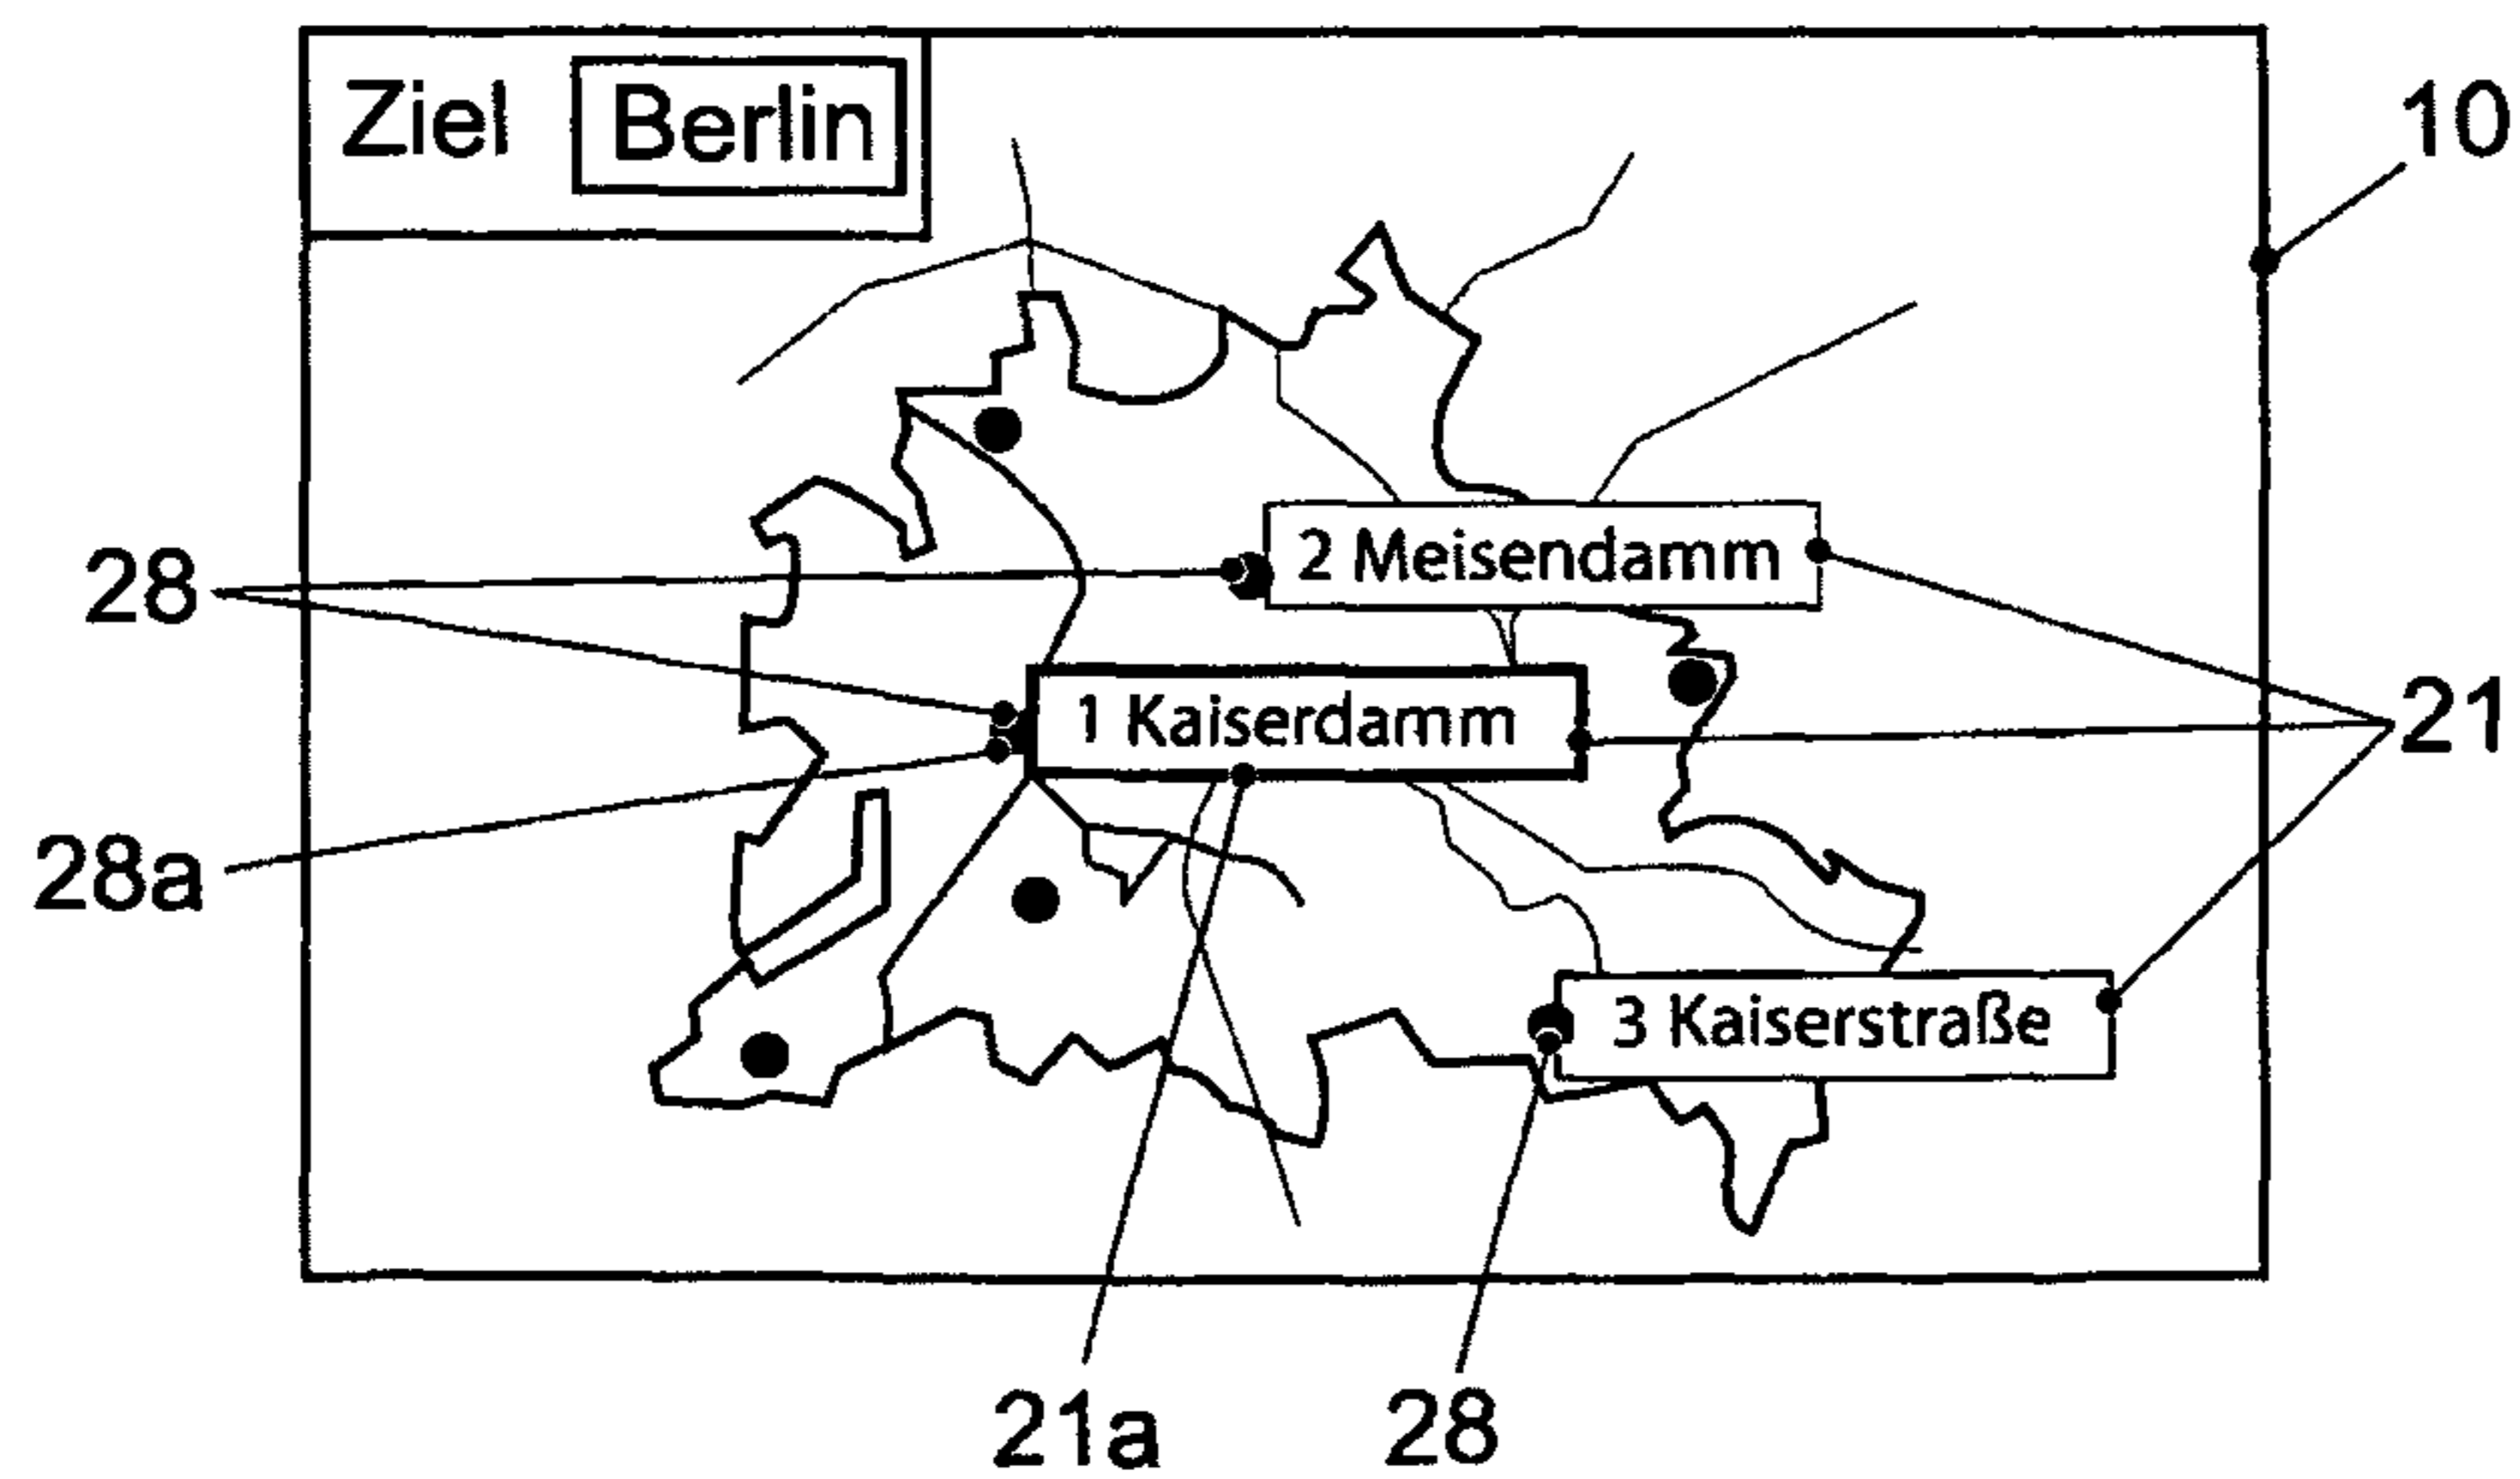 Ziel Berlin
10
2 Meisendamm
28
1 Kaiserdamm
21
28a
3 Kaiserstraße
21a
28